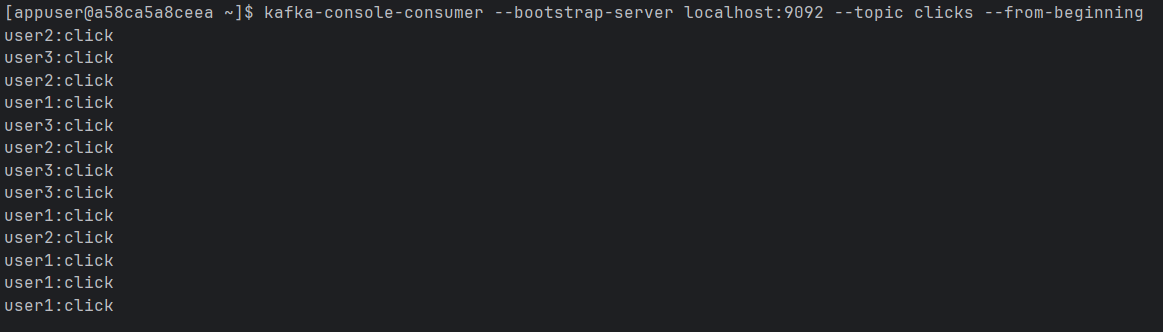 [appuser@a58ca5a8ceea ~]$ kafka-console-consumer --bootstrap-server localhost:9092 --topic clicks --from-beginning
user2:click
user3:click
user2:click
user1:click
user3:click
user2:click
user3:click
user3:click
user1:click
user2:click
user1:click
user1:click
user1:click